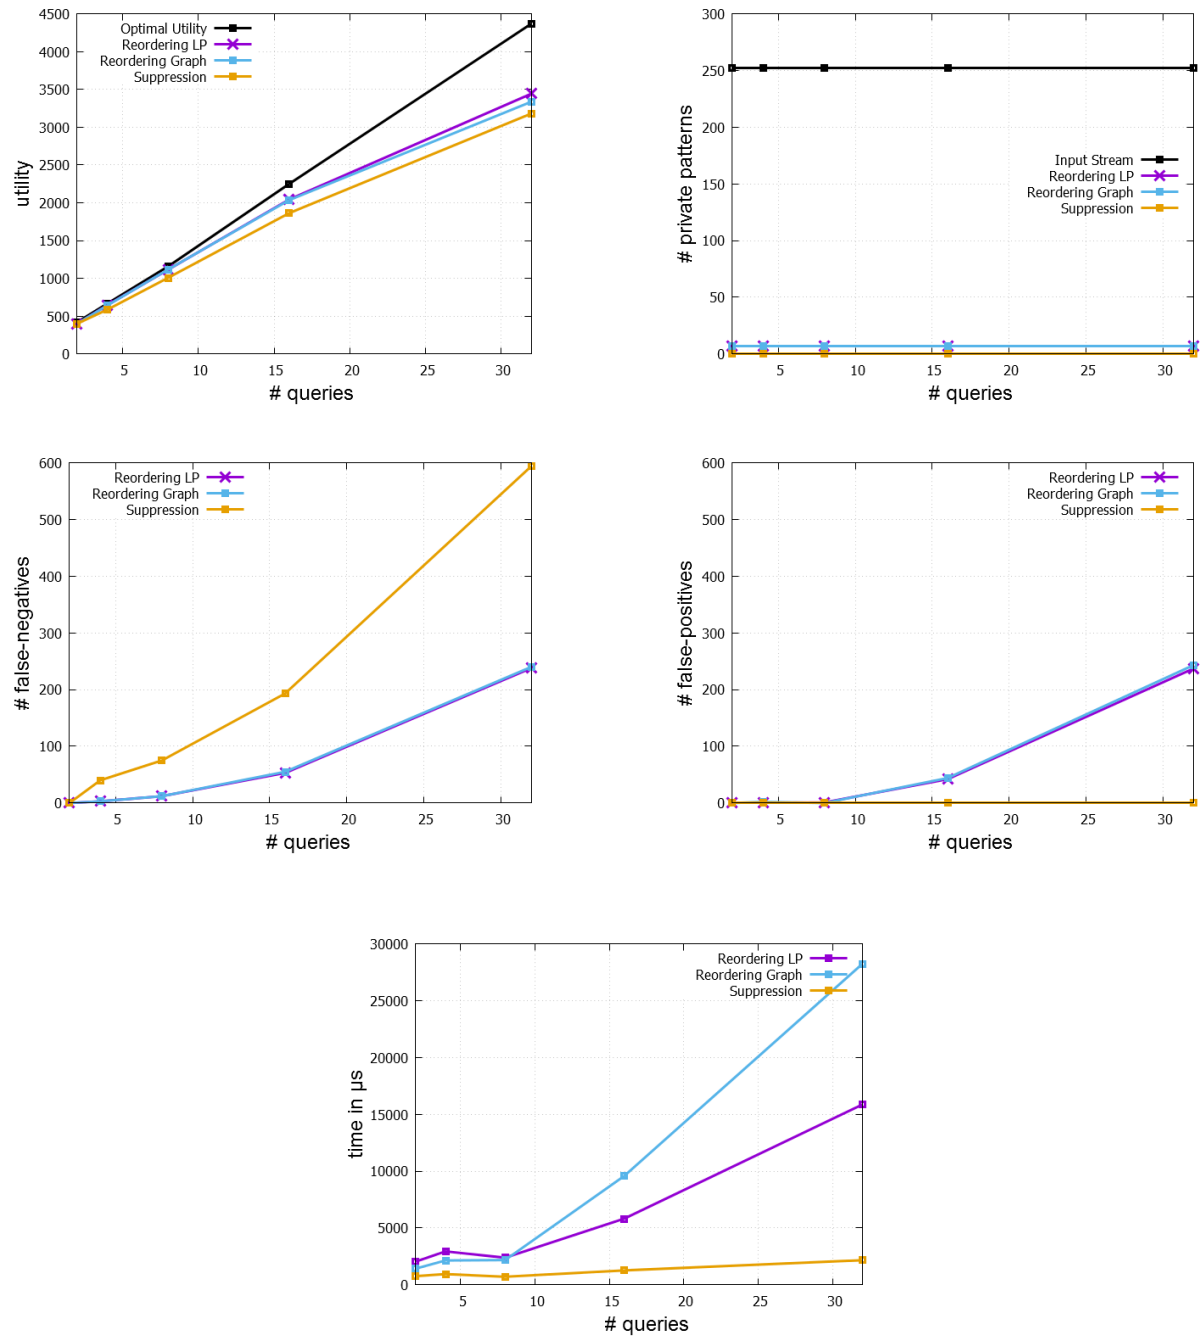 4500
4000
3500
3000
2500
2000
1500
1000
500
0
utility
Optimal Utility
Reordering LP
Reordering Graph
Suppression
5 10 15 20 25 30
# queries
300
250
200
150
100
50
0
# private patterns
Input Stream
Reordering LP
Reordering Graph
Suppression
5 10 15 20 25 30
# queries
600
500
400
300
200
100
0
# false-negatives
Reordering LP
Reordering Graph
Suppression
5 10 15 20 25 30
# queries
600
500
400
300
200
100
0
# false-positives
Reordering LP
Reordering Graph
Suppression
5 10 15 20 25 30
# queries
30000
25000
20000
15000
10000
5000
0
time in µs
Reordering LP
Reordering Graph
Suppression
5 10 15 20 25 30
# queries